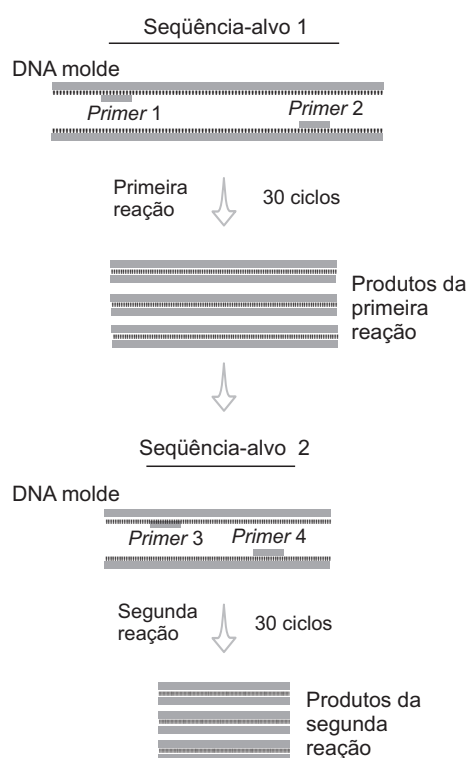 Seqüência-alvo 1
DNA molde
Primer 1
Primer 2
Primeira
reação
30 ciclos
Produtos da
primeira
reação
Seqüência-alvo 2
DNA molde
Primer 3
Primer 4
Segunda
reação
30 ciclos
Produtos da
segunda
reação